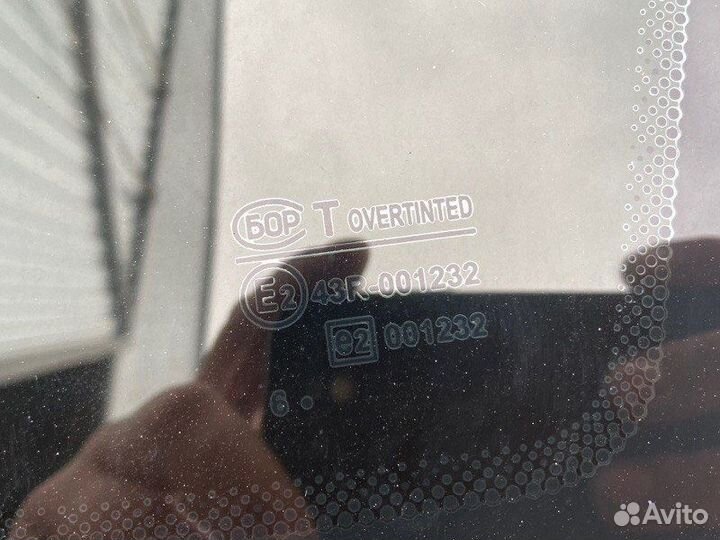 БОР T OVERTINTED
E2 43R-001232
e2 001232
6
Avito